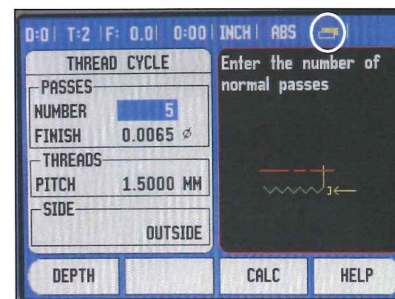 D:0 | T:2 | F: 0.0 | 0:00 | INCH | ABS
THREAD CYCLE
PASSES
NUMBER 5
FINISH 0.0065 ⌀
THREADS
PITCH 1.5000 MM
SIDE
OUTSIDE
Enter the number of
normal passes
DEPTH
CALC
HELP